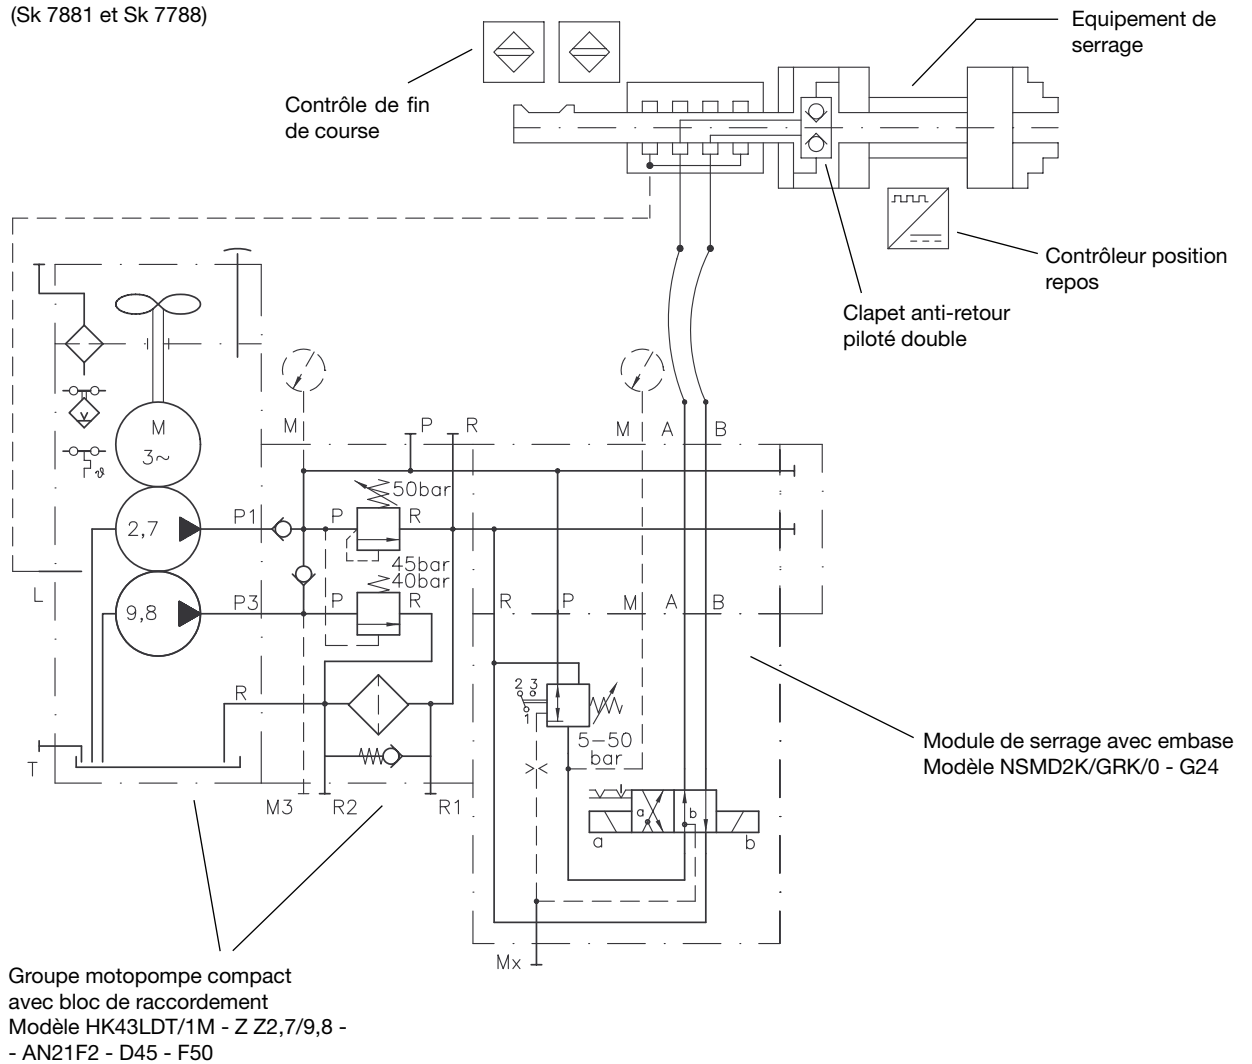 (Sk 7881 et Sk 7788)
Equipement de
serrage
Contrôle de fin
de course
Contrôleur position
repos
Clapet anti-retour
piloté double
M
3~
ϑ
M
P
R
M
A
B
50bar
2,7
P1
P
R
45bar
40bar
L
9,8
P3
P
R
R
P
M
A
B
R
2 3
1
5-50
bar
Module de serrage avec embase
Modèle NSMD2K/GRK/0 - G24
T
M3
R2
R1
a
b
a
b
Mx
Groupe motopompe compact
avec bloc de raccordement
Modèle HK43LDT/1M - Z Z2,7/9,8 -
- AN21F2 - D45 - F50